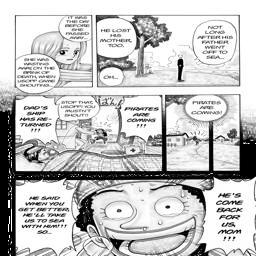 NOT
LONG
AFTER HIS
FATHER
WENT
OFF TO
SEA...
HE LOST
HIS
MOTHER,
TOO.
OH...
IT WAS
THE DAY
BEFORE
SHE
PASSED
AWAY...
SHE WAS
AWAY, ON
THE BRINK
OF DEATH,
WHEN USOPP
CAME
SHOUTING...
PIRATES
ARE
COMING!
PIRATES
ARE
COMING
!!!
STOP THAT,
USOPP! YOU
MUSTN'T
SHOUT!!
DAD'S
SHIP
HAS
RE-
TURNED
!!!
HE'S
COME
BACK
FOR
US,
MOM
!!!
HE SAID
WHEN YOU
GET BETTER,
HE'LL TAKE
US TO SEA
WITH HIM!!!
SO...